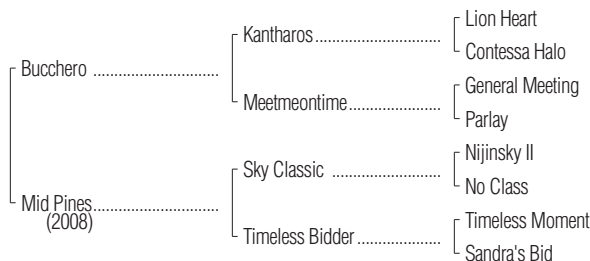 Lion Heart
Kantharos
Contessa Halo
Bucchero
General Meeting
Meetmeontime
Parlay
Nijinsky II
Sky Classic
No Class
Mid Pines
(2008)
Timeless Moment
Timeless Bidder
Sandra's Bid